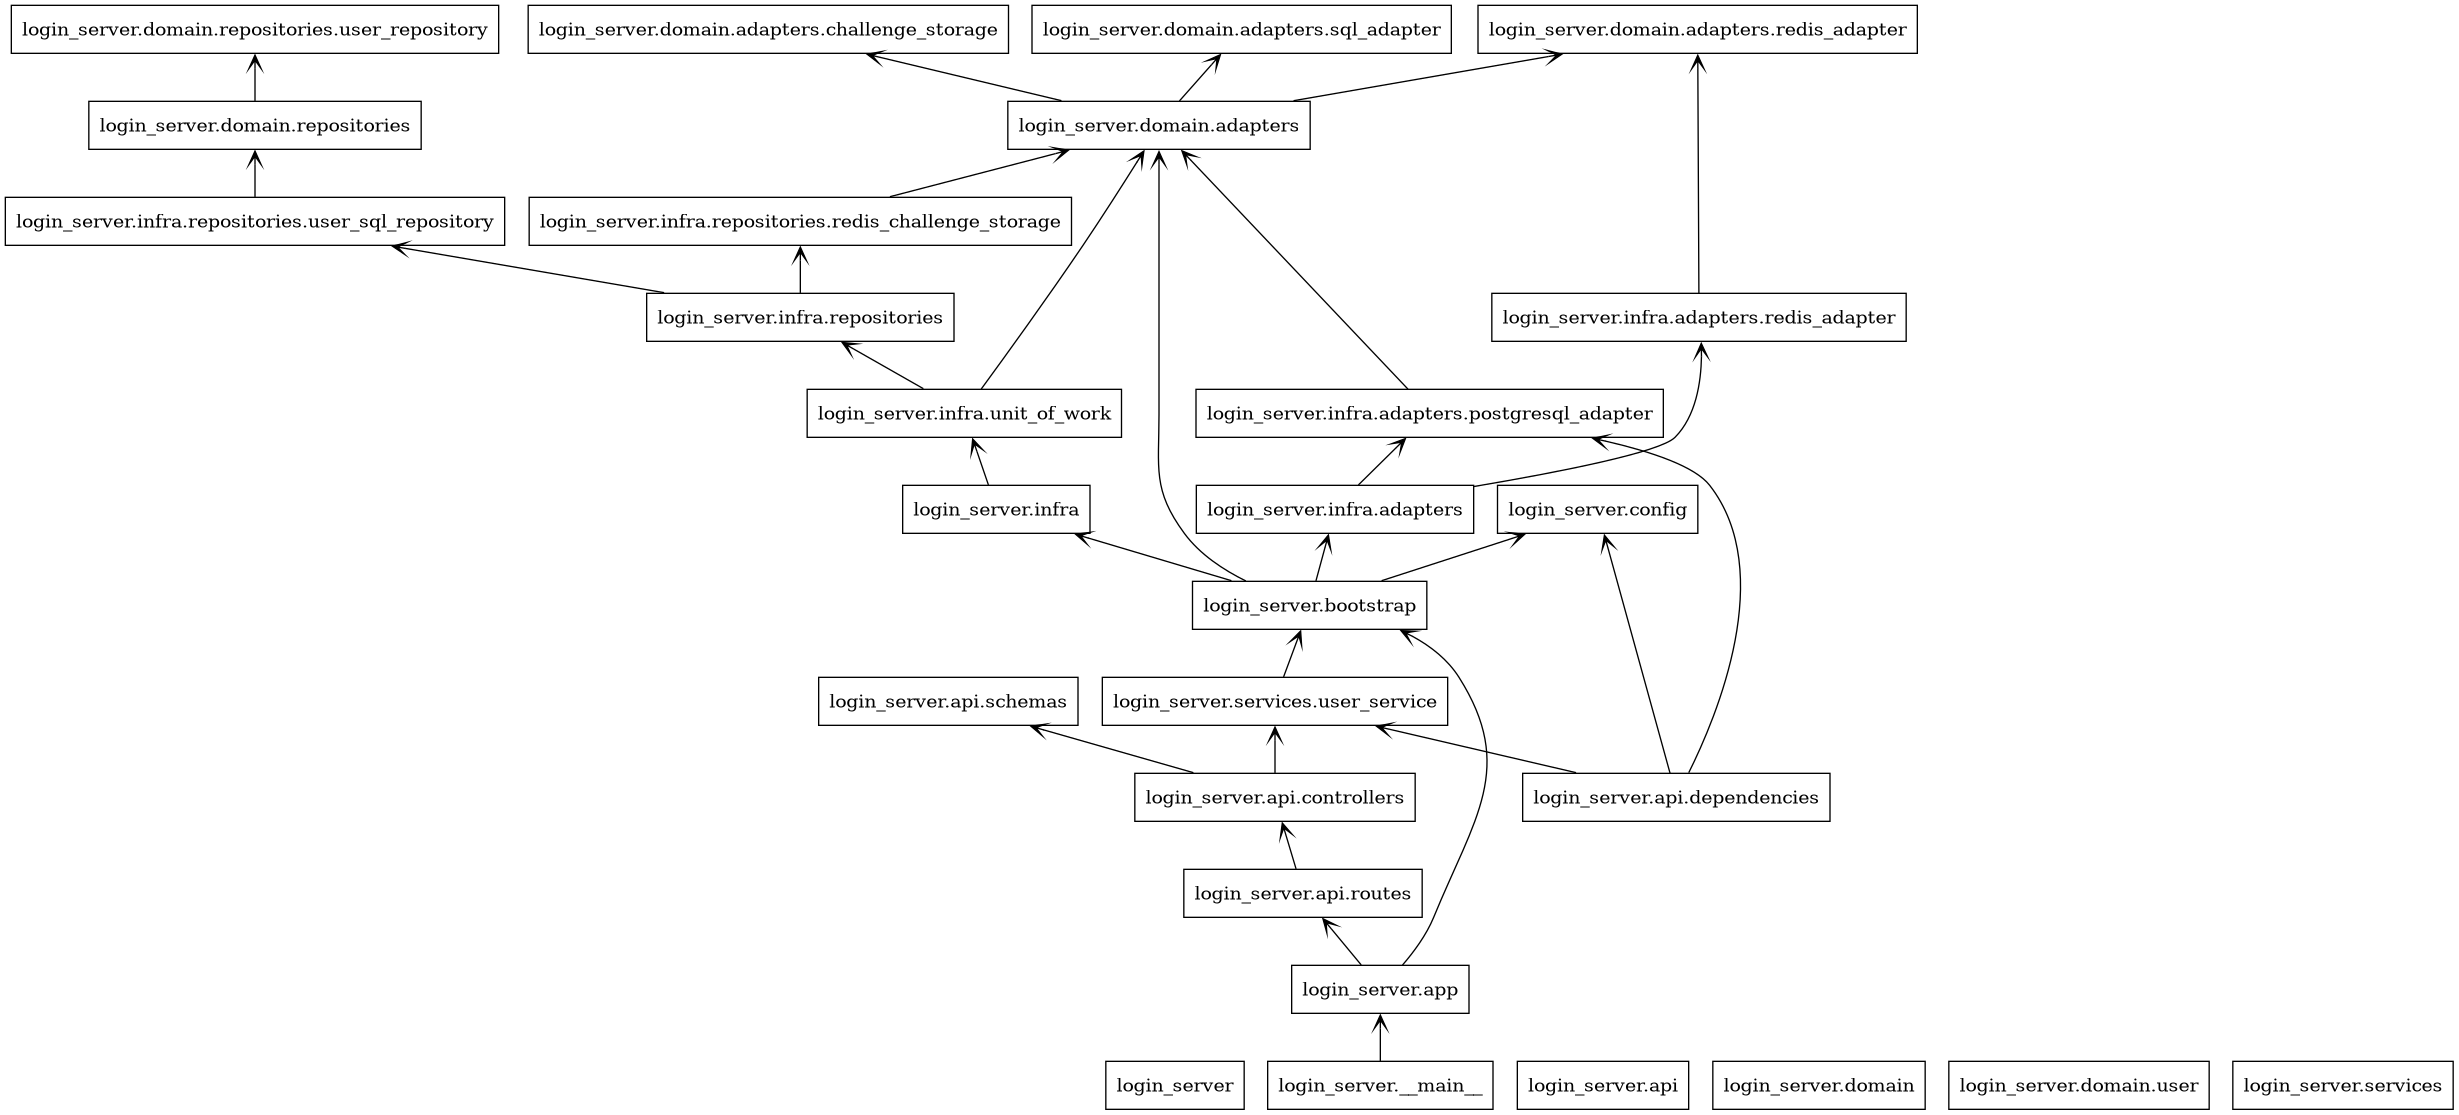 login_server.domain.repositories.user_repository
login_server.domain.adapters.challenge_storage
login_server.domain.adapters.sql_adapter
login_server.domain.adapters.redis_adapter
login_server.domain.repositories
login_server.domain.adapters
login_server.infra.repositories.user_sql_repository
login_server.infra.repositories.redis_challenge_storage
login_server.infra.repositories
login_server.infra.adapters.redis_adapter
login_server.infra.unit_of_work
login_server.infra.adapters.postgresql_adapter
login_server.infra
login_server.infra.adapters
login_server.config
login_server.bootstrap
login_server.api.schemas
login_server.services.user_service
login_server.api.controllers
login_server.api.dependencies
login_server.api.routes
login_server.app
login_server
login_server.__main__
login_server.api
login_server.domain
login_server.domain.user
login_server.services